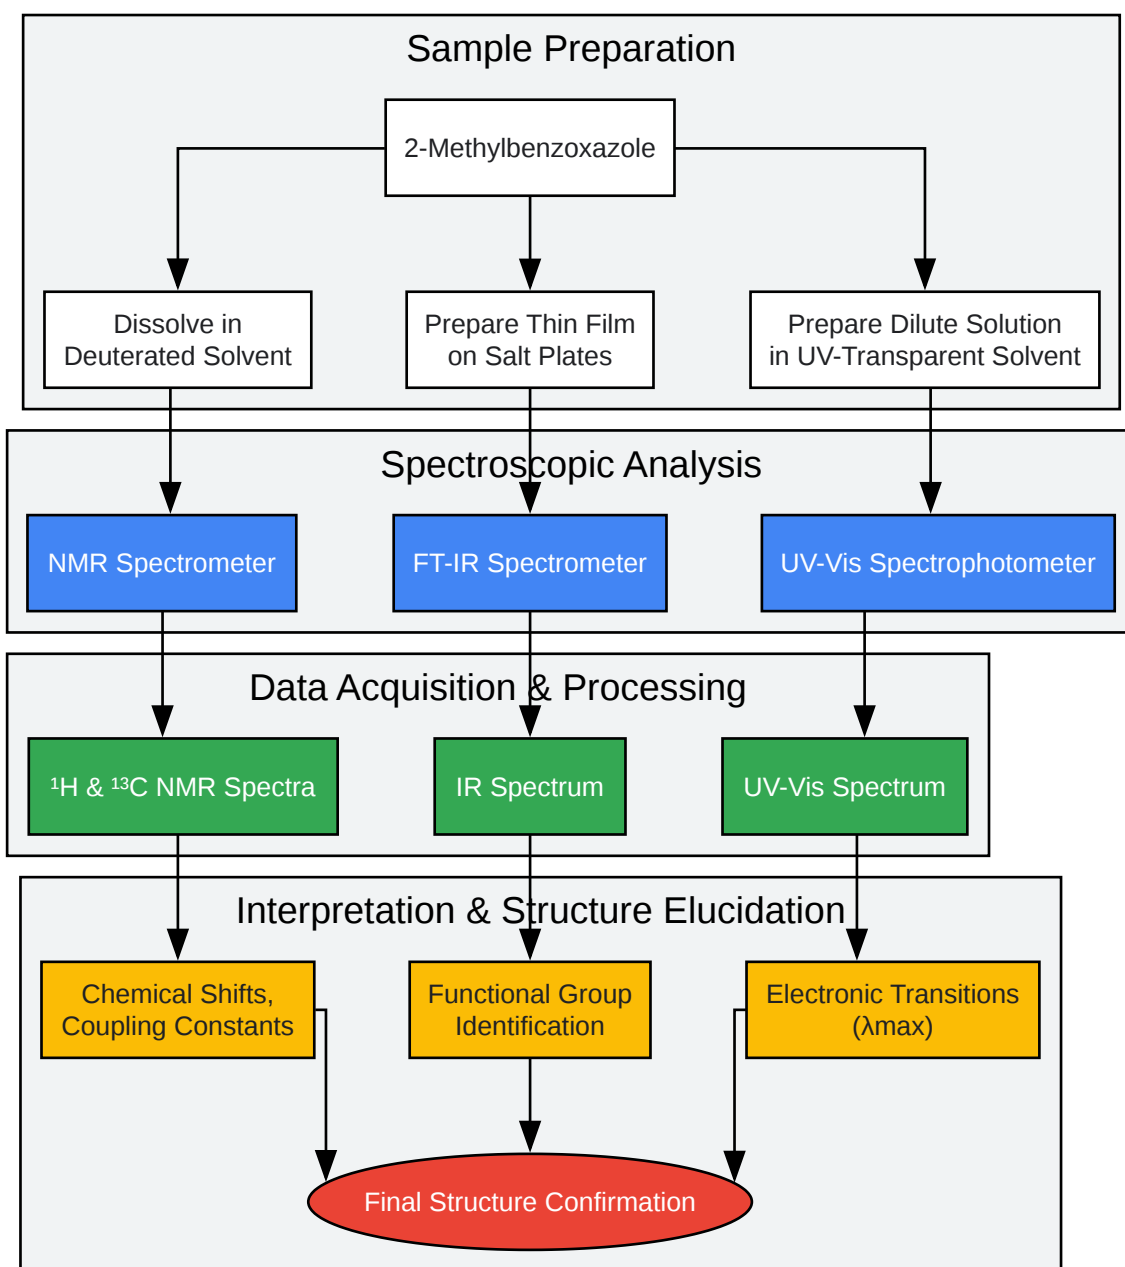 Sample Preparation
2-Methylbenzoxazole
Dissolve in
Deuterated Solvent
Prepare Thin Film
on Salt Plates
Prepare Dilute Solution
in UV-Transparent Solvent
Spectroscopic Analysis
NMR Spectrometer
FT-IR Spectrometer
UV-Vis Spectrophotometer
Data Acquisition & Processing
¹H & ¹³C NMR Spectra
IR Spectrum
UV-Vis Spectrum
Interpretation & Structure Elucidation
Chemical Shifts,
Coupling Constants
Functional Group
Identification
Electronic Transitions
(λmax)
Final Structure Confirmation